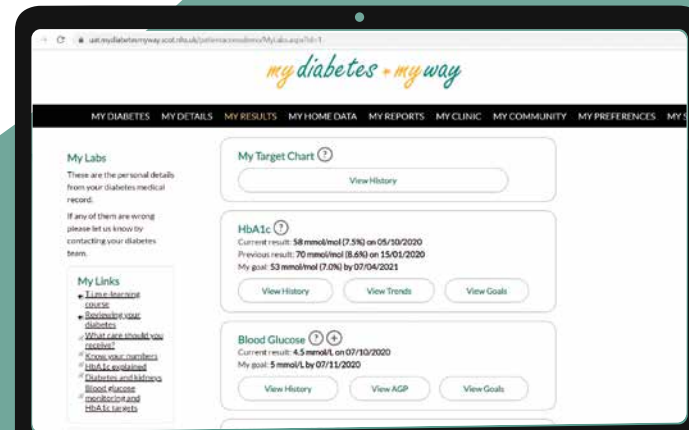 my diabetes • my way
MY DIABETES MY DETAILS MY RESULTS MY HOME DATA MY REPORTS MY CLINIC MY COMMUNITY MY PREFERENCES MY S
My Labs
These are the personal details
from your diabetes medical
record.
If any of them are wrong
please let us know by
contacting your diabetes
team.
My Links
course
Reviewing your
diabetes
What care should you
receive?
Know your numbers
HbA1c explained
Diabetes and kidneys
Blood glucose
monitoring and
HbA1c targets
My Target Chart ?
View History
HbA1c ?
Current result: 58 mmol/mol (7.5%) on 05/10/2020
Previous result: 70 mmol/mol (8.6%) on 15/01/2020
My goal: 53 mmol/mol (7.0%) by 07/04/2021
View History View Trends View Goals
Blood Glucose ? +
Current result: 4.5 mmol/L on 07/10/2020
My goal: 5 mmol/L by 07/11/2020
View History View AGP View Goals